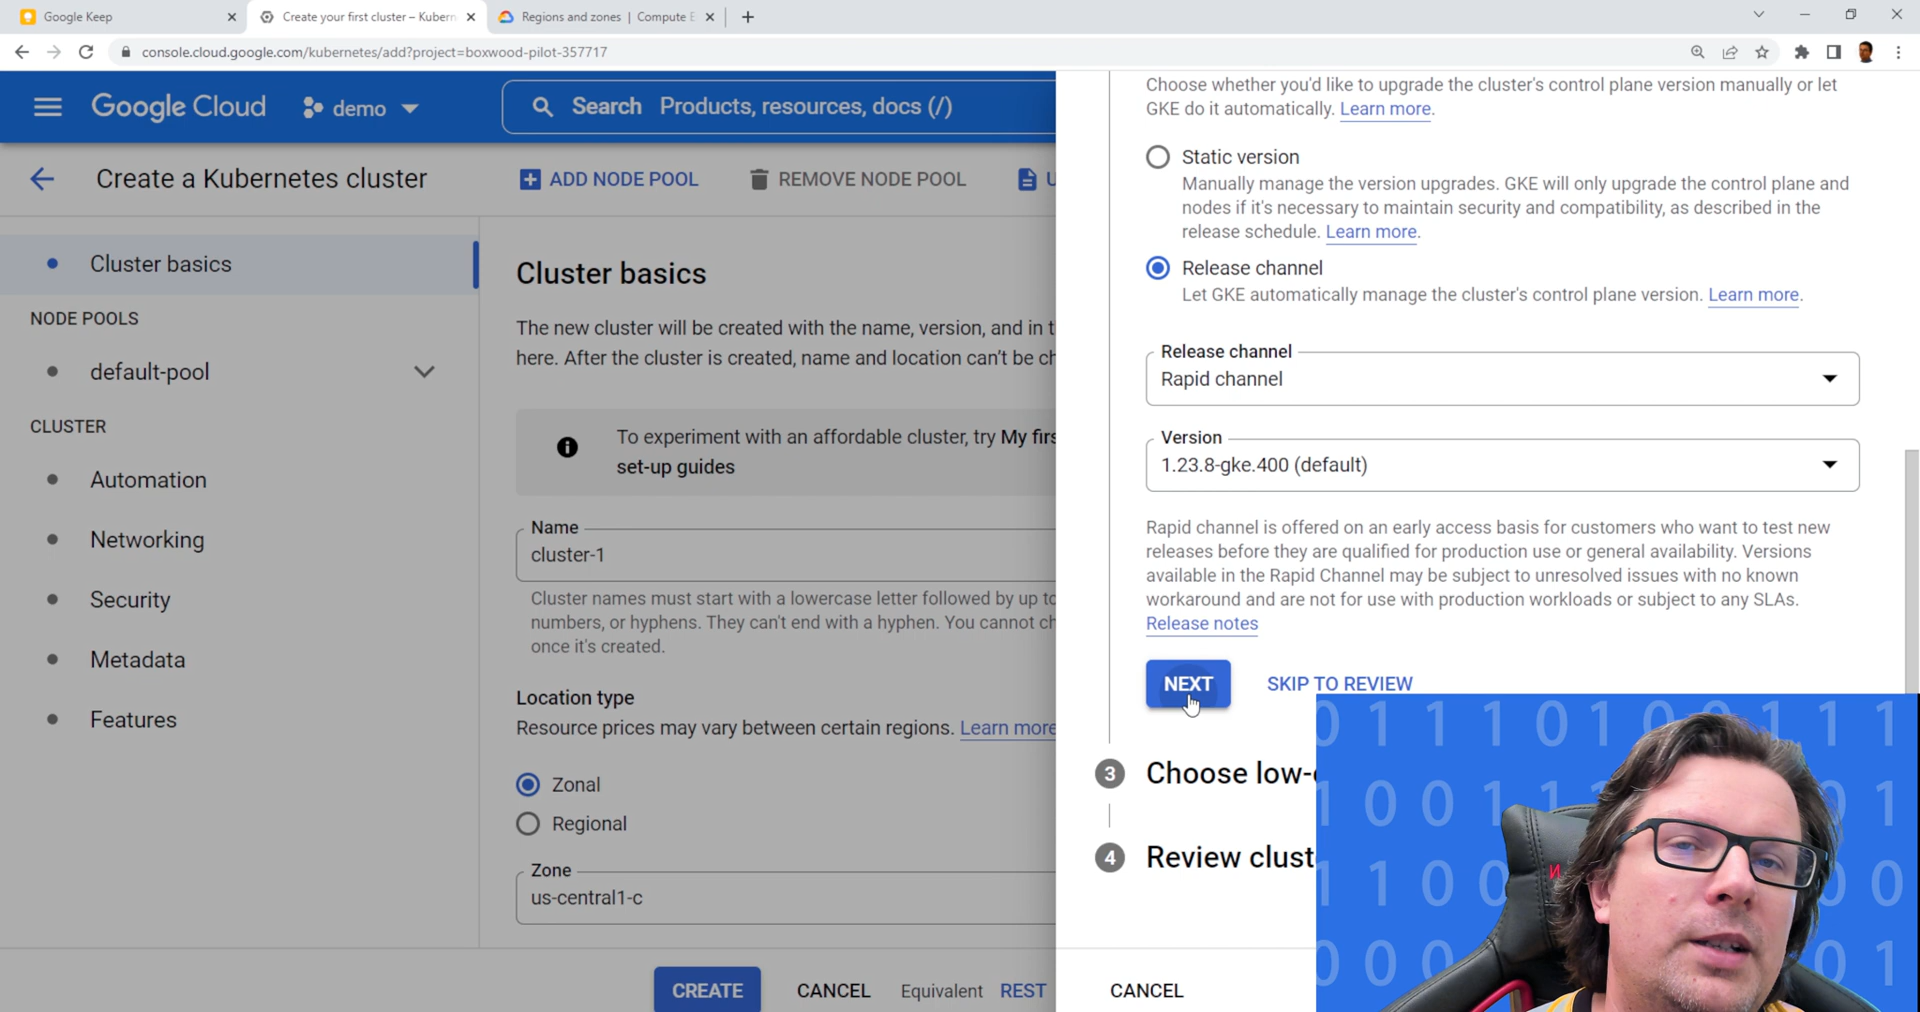 Google Keep
Create your first cluster – Kubern
Regions and zones | Compute E
console.cloud.google.com/kubernetes/add?project=boxwood-pilot-357717
Google Cloud
demo
Search Products, resources, docs (/)
Create a Kubernetes cluster
ADD NODE POOL
REMOVE NODE POOL
U
Cluster basics
NODE POOLS
default-pool
CLUSTER
Automation
Networking
Security
Metadata
Features
Cluster basics
The new cluster will be created with the name, version, and in t
here. After the cluster is created, name and location can't be ch
To experiment with an affordable cluster, try My firs
set-up guides
Name
cluster-1
Cluster names must start with a lowercase letter followed by up to
numbers, or hyphens. They can't end with a hyphen. You cannot ch
once it's created.
Location type
Resource prices may vary between certain regions. Learn more
Zonal
Regional
Zone
us-central1-c
CREATE
CANCEL
Equivalent REST
Choose whether you'd like to upgrade the cluster's control plane version manually or let
GKE do it automatically. Learn more.
Static version
Manually manage the version upgrades. GKE will only upgrade the control plane and
nodes if it's necessary to maintain security and compatibility, as described in the
release schedule. Learn more.
Release channel
Let GKE automatically manage the cluster's control plane version. Learn more.
Release channel
Rapid channel
Version
1.23.8-gke.400 (default)
Rapid channel is offered on an early access basis for customers who want to test new
releases before they are qualified for production use or general availability. Versions
available in the Rapid Channel may be subject to unresolved issues with no known
workaround and are not for use with production workloads or subject to any SLAs.
Release notes
NEXT
SKIP TO REVIEW
3 Choose low-
4 Review clust
CANCEL